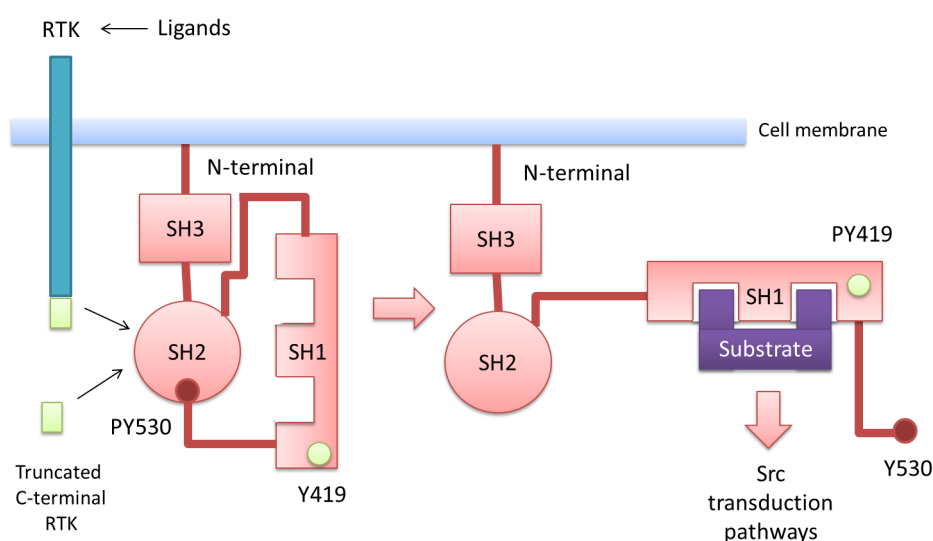 RTK
Ligands
Cell membrane
N-terminal
N-terminal
SH3
SH3
PY419
SH1
SH2
SH1
Substrate
SH2
PY530
Y419
Y530
Truncated
C-terminal
RTK
Src
transduction
pathways